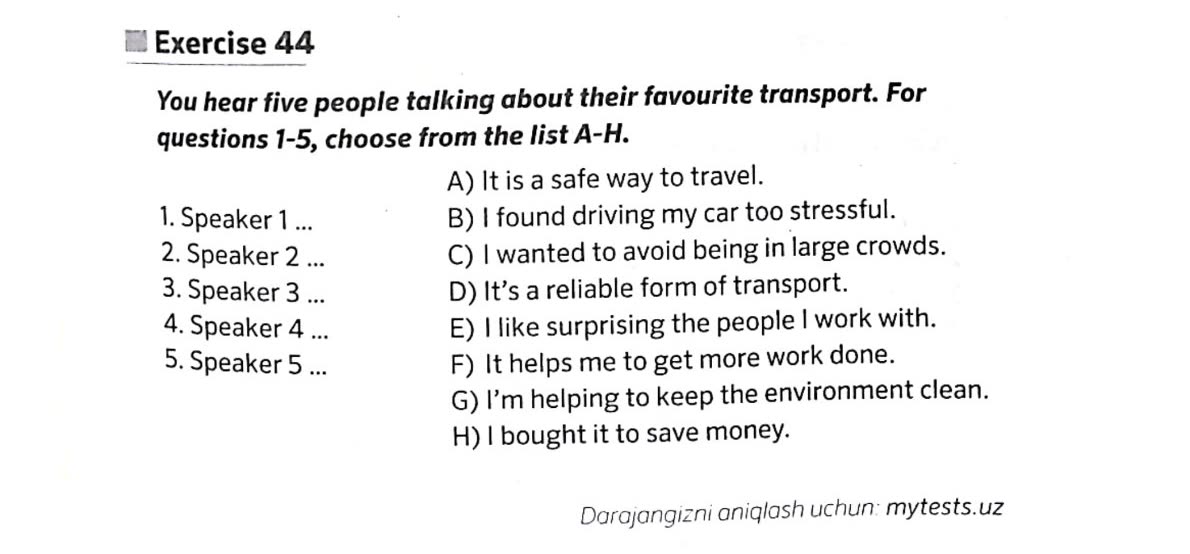 Exercise 44
You hear five people talking about their favourite transport. For
questions 1-5, choose from the list A-H.
A) It is a safe way to travel.
1. Speaker 1 ...
B) I found driving my car too stressful.
2. Speaker 2 ...
C) I wanted to avoid being in large crowds.
3. Speaker 3 ...
D) It's a reliable form of transport.
4. Speaker 4 ...
E) I like surprising the people I work with.
5. Speaker 5 ...
F) It helps me to get more work done.
G) I'm helping to keep the environment clean.
H) I bought it to save money.
Darajangizni aniqlash uchun: mytests.uz